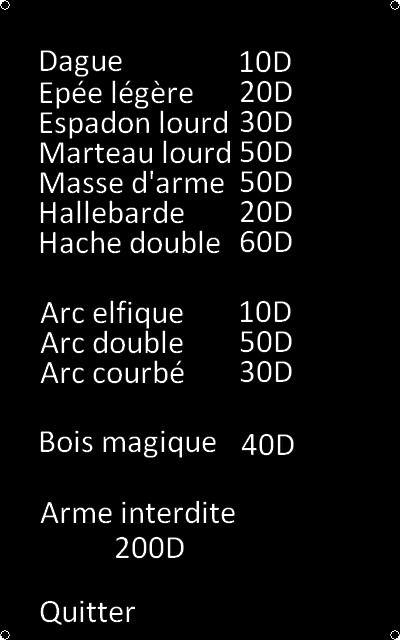 Dague 10D
Epée légère 20D
Espadon lourd 30D
Marteau lourd 50D
Masse d'arme 50D
Hallebarde 20D
Hache double 60D
Arc elfique 10D
Arc double 50D
Arc courbé 30D
Bois magique 40D
Arme interdite
200D
Quitter